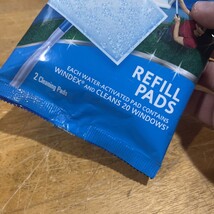 REFILL
PADS
EACH WATER-ACTIVATED PAD CONTAINS
WINDEX® AND CLEANS 20 WINDOWS†
2 Cleaning Pads